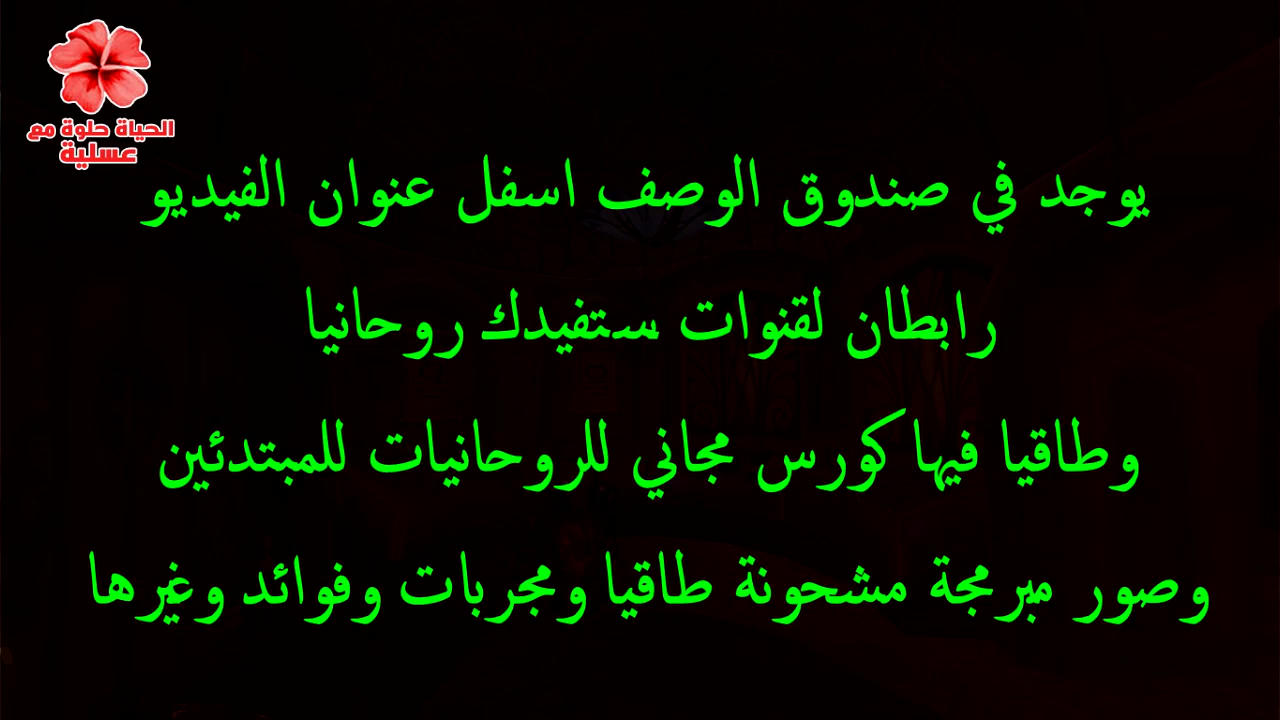 الحياة حلوة مع
عسلية
يوجد في صندوق الوصف اسفل عنوان الفيديو
رابطان لقنوات ستفيدك روحانيا
وطاقيا فيها كورس مجاني للروحانيات للمبتدئين
وصور مبرمجة مشحونة طاقيا ومجربات وفوائد وغيرها